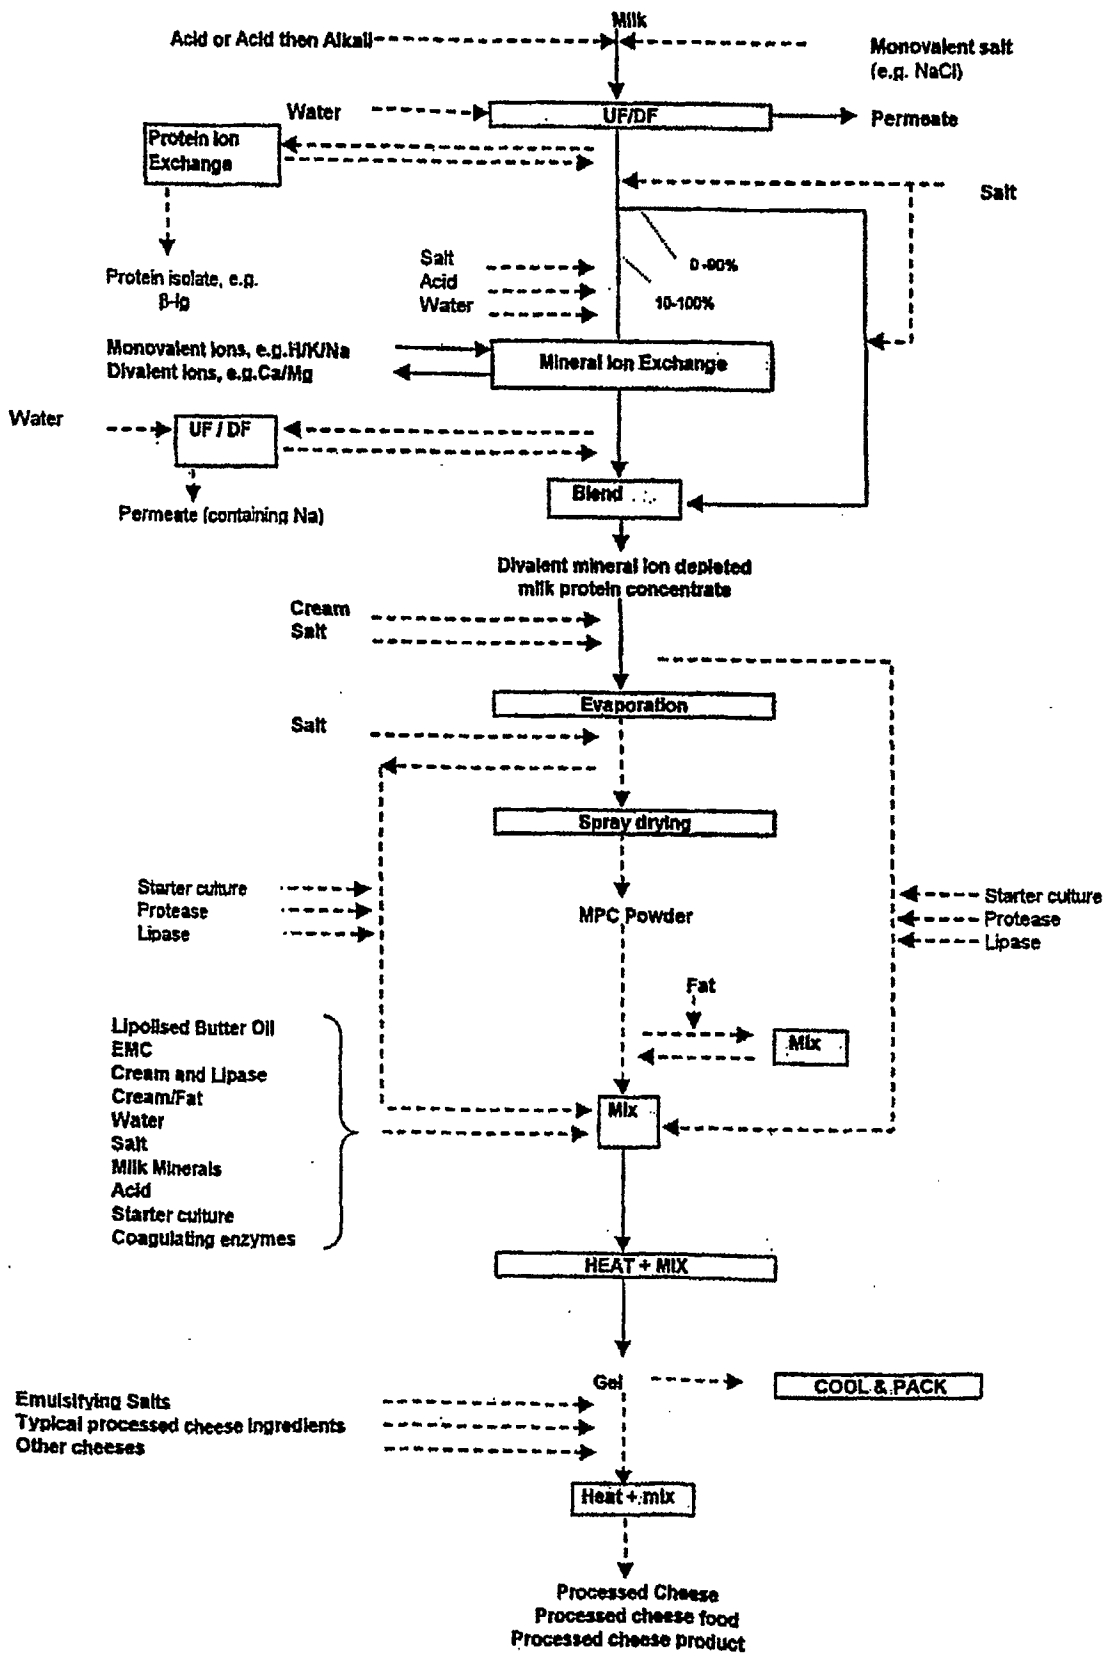 Milk
Acid or Acid then Alkali
Monovalent salt
(e.g. NaCl)
Water
UF/DF
Permeate
Protein Ion
Exchange
Salt
0-90%
10-100%
Salt
Acid
Water
Protein isolate, e.g.
β-lg
Monovalent Ions, e.g.H/K/Na
Divalent Ions, e.g.Ca/Mg
Mineral Ion Exchange
Water
UF / DF
Blend
Permeate (containing Na)
Divalent mineral ion depleted
milk protein concentrate
Cream
Salt
Evaporation
Salt
Spray drying
Starter culture
Protease
Lipase
MPC Powder
Starter culture
Protease
Lipase
Fat
Mix
Mix
Lipolised Butter Oil
EMC
Cream and Lipase
Cream/Fat
Water
Salt
Milk Minerals
Acid
Starter culture
Coagulating enzymes
HEAT + MIX
Gel
COOL & PACK
Emulsifying Salts
Typical processed cheese ingredients
Other cheeses
Heat + mix
Processed Cheese
Processed cheese food
Processed cheese product